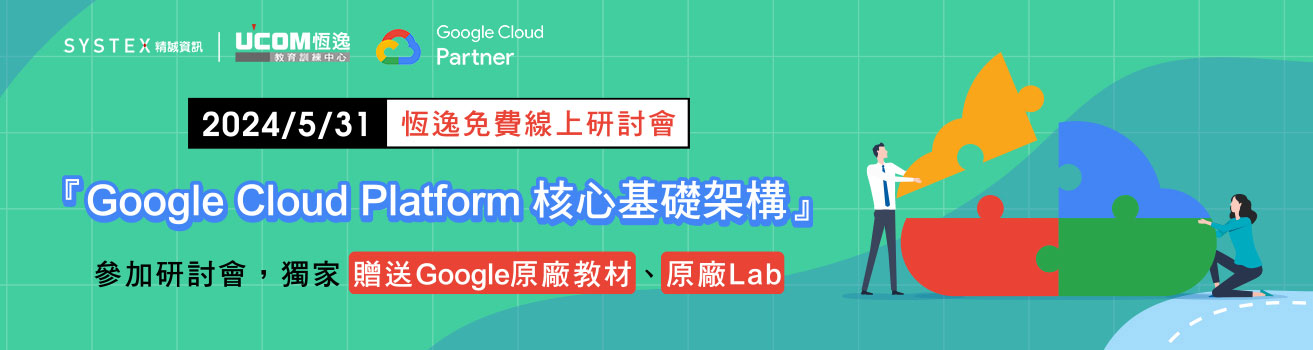 SYSTEX 精誠資訊
UCOM恆逸
教育訓練中心
Google Cloud
Partner
2024/5/31 恆逸免費線上研討會
『Google Cloud Platform 核心基礎架構』
參加研討會，獨家 贈送Google原廠教材、原廠Lab